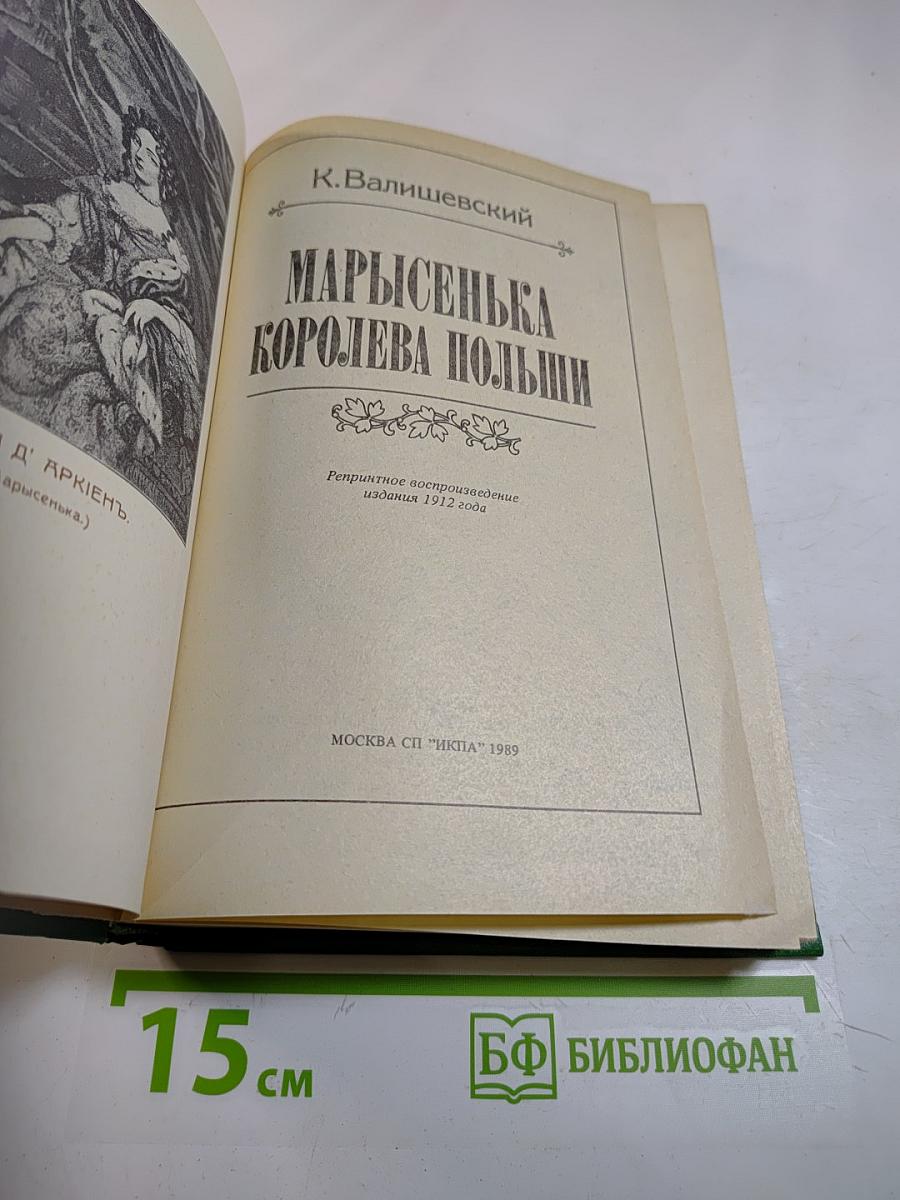 Д' АРКІЕНЪ.
арысенька.)
К. Валишевский
МАРЫСЕНЬКА
КОРОЛЕВА ПОЛЬШИ
Репринтное воспроизведение
издания 1912 года
МОСКВА СП "ИКПА" 1989
15 см
БФ БИБЛИОФАН